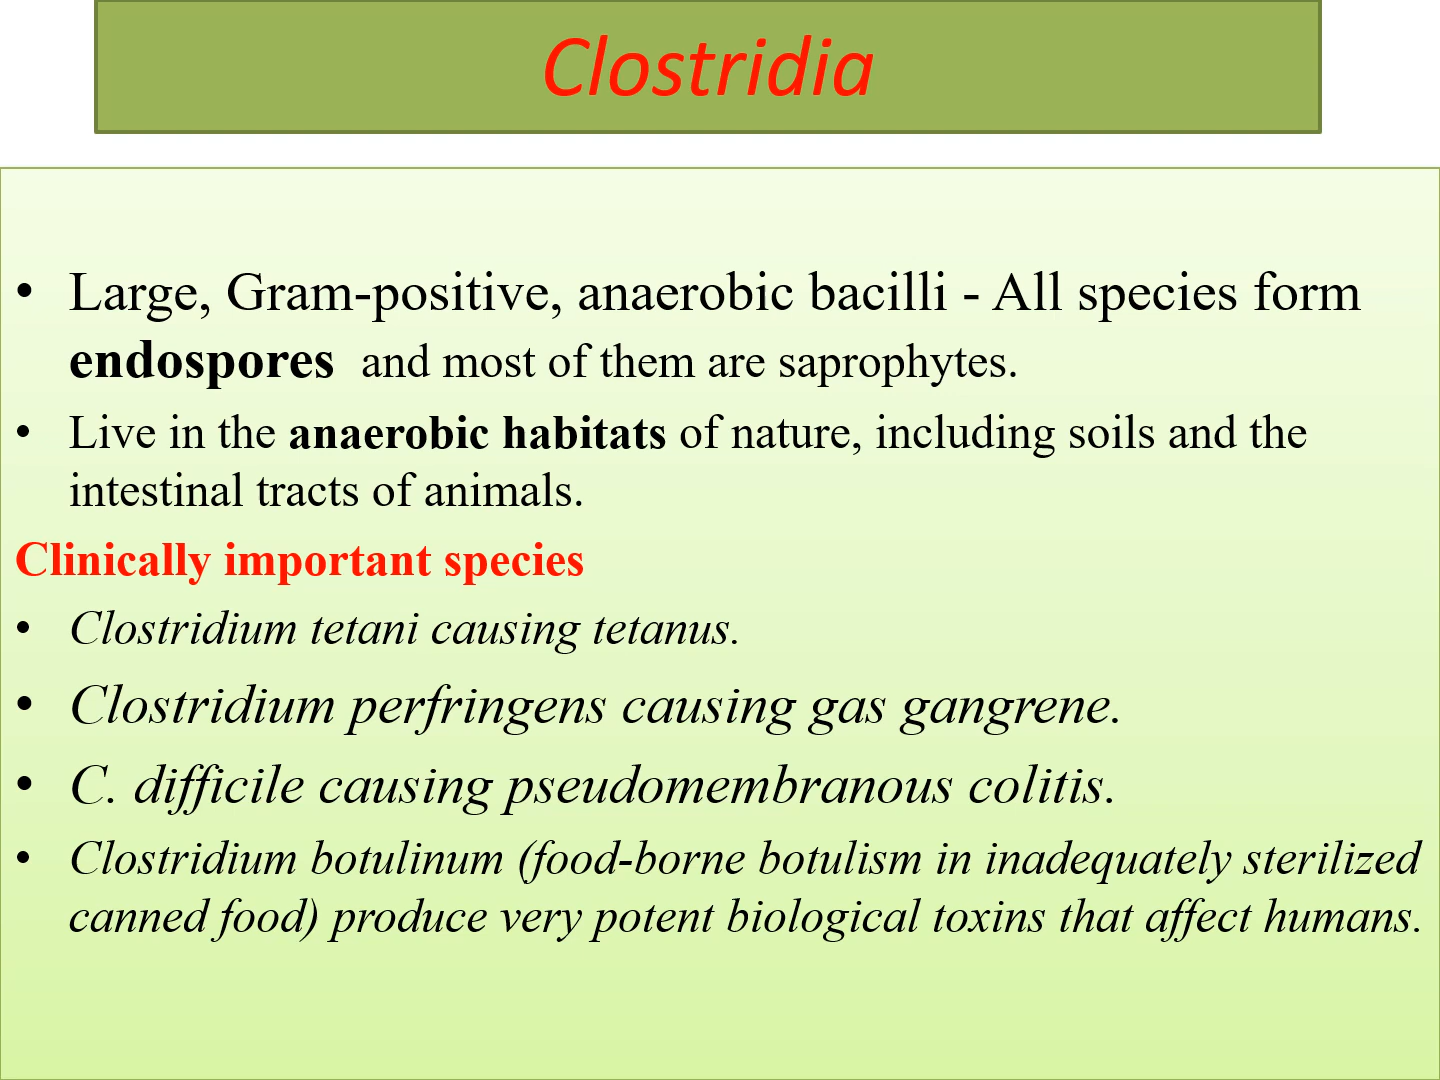 Clostridia
• Large, Gram-positive, anaerobic bacilli - All species form
endospores and most of them are saprophytes.
• Live in the anaerobic habitats of nature, including soils and the
intestinal tracts of animals.
Clinically important species
• Clostridium tetani causing tetanus.
• Clostridium perfringens causing gas gangrene.
• C. difficile causing pseudomembranous colitis.
• Clostridium botulinum (food-borne botulism in inadequately sterilized
canned food) produce very potent biological toxins that affect humans.